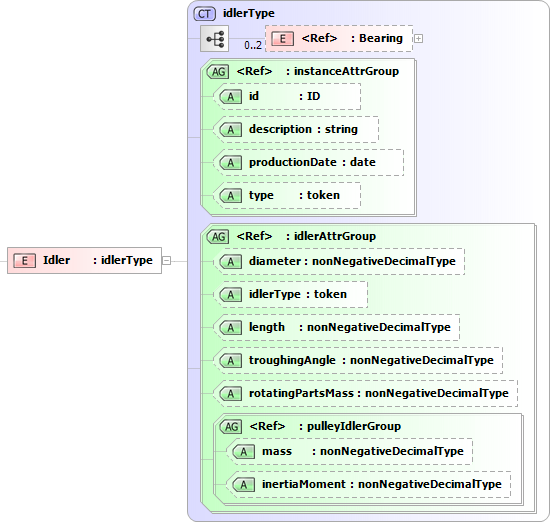 CT idlerType
0..2 E <Ref> : Bearing
AG <Ref> : instanceAttrGroup
A id : ID
A description : string
A productionDate : date
A type : token
AG <Ref> : idlerAttrGroup
E Idler : idlerType
A diameter : nonNegativeDecimalType
A idlerType : token
A length : nonNegativeDecimalType
A troughingAngle : nonNegativeDecimalType
A rotatingPartsMass : nonNegativeDecimalType
AG <Ref> : pulleyIdlerGroup
A mass : nonNegativeDecimalType
A inertiaMoment : nonNegativeDecimalType